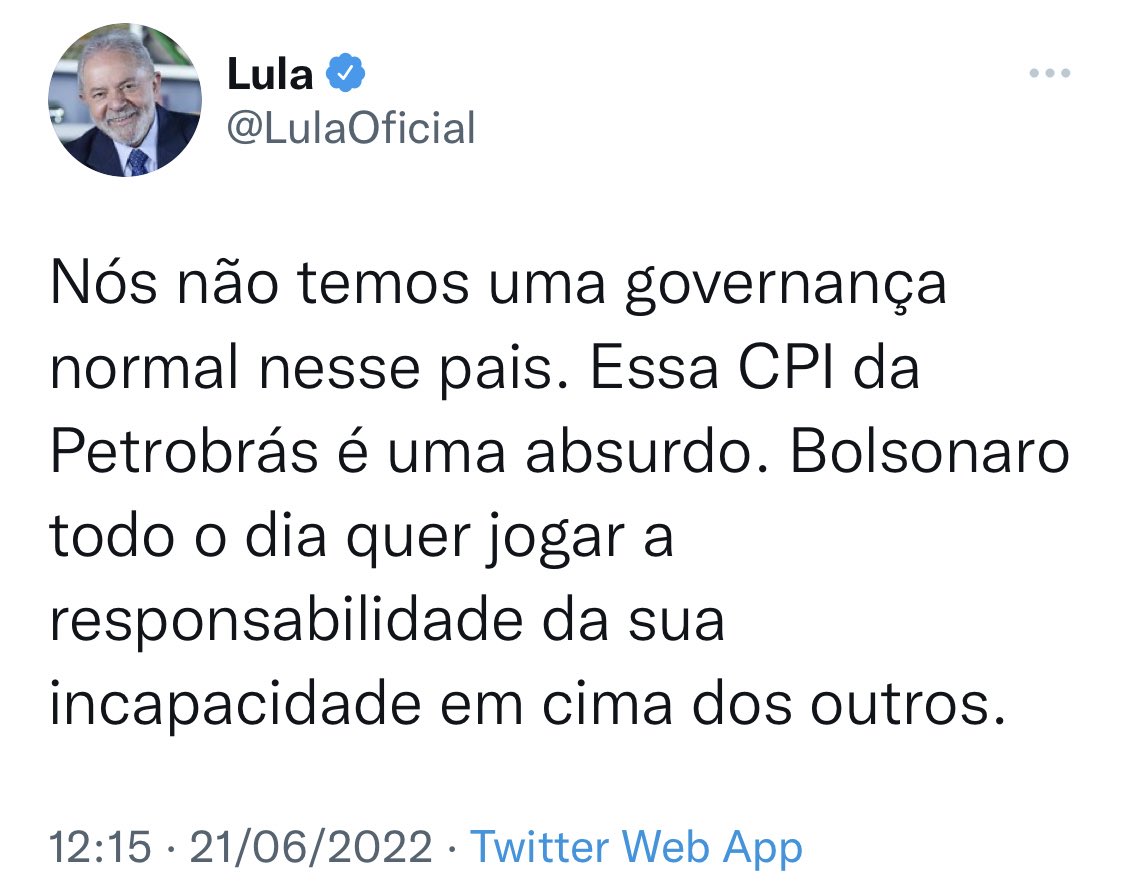 Lula
@LulaOficial
Nós não temos uma governança
normal nesse pais. Essa CPI da
Petrobrás é uma absurdo. Bolsonaro
todo o dia quer jogar a
responsabilidade da sua
incapacidade em cima dos outros.
12:15 · 21/06/2022 · Twitter Web App